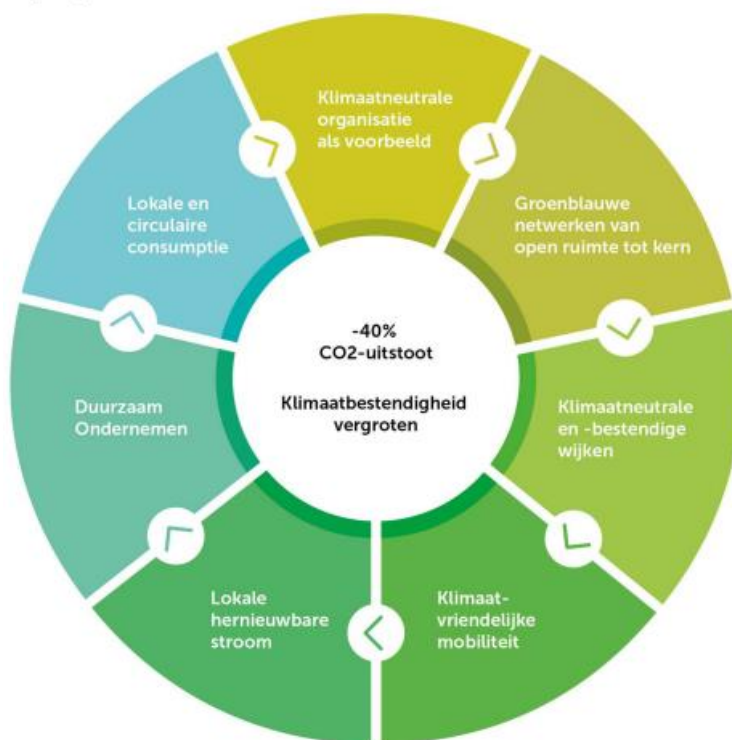 Klimaatneutrale
organisatie
als voorbeeld
Groenblauwe
netwerken van
open ruimte tot kern
Klimaatneutrale
en -bestendige
wijken
Klimaat-
vriendelijke
mobiliteit
Lokale
hernieuwbare
stroom
Duurzaam
Ondernemen
Lokale en
circulaire
consumptie
-40%
CO2-uitstoot
Klimaatbestendigheid
vergroten